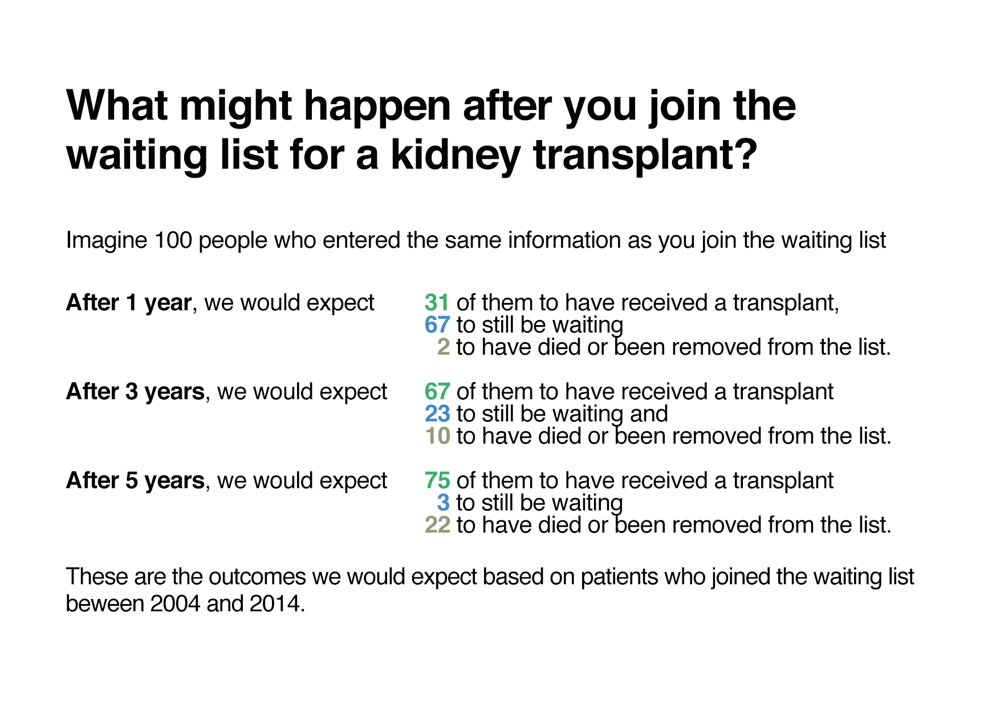 What might happen after you join the
waiting list for a kidney transplant?
Imagine 100 people who entered the same information as you join the waiting list
After 1 year, we would expect 31 of them to have received a transplant,
67 to still be waiting
2 to have died or been removed from the list.
After 3 years, we would expect 67 of them to have received a transplant
23 to still be waiting and
10 to have died or been removed from the list.
After 5 years, we would expect 75 of them to have received a transplant
3 to still be waiting
22 to have died or been removed from the list.
These are the outcomes we would expect based on patients who joined the waiting list
beween 2004 and 2014.